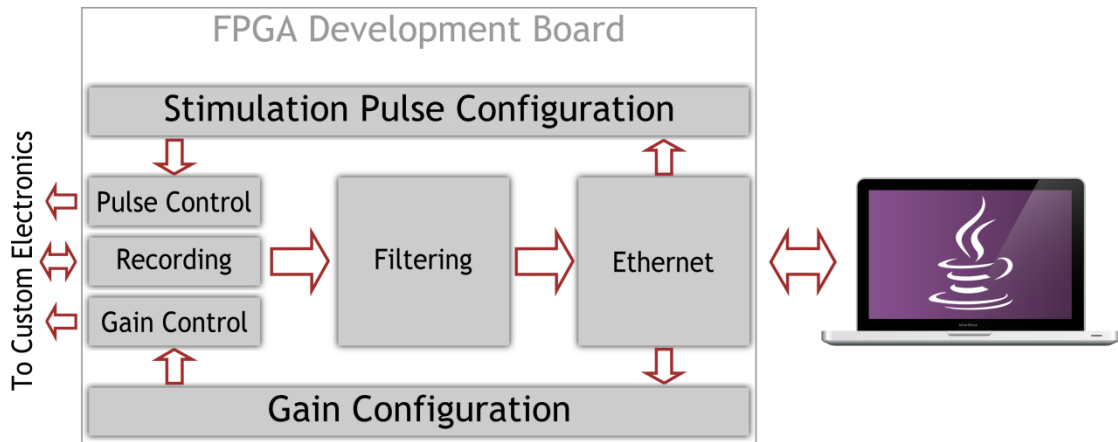 FPGA Development Board
Stimulation Pulse Configuration
To Custom Electronics
Pulse Control
Recording
Gain Control
Filtering
Ethernet
Gain Configuration